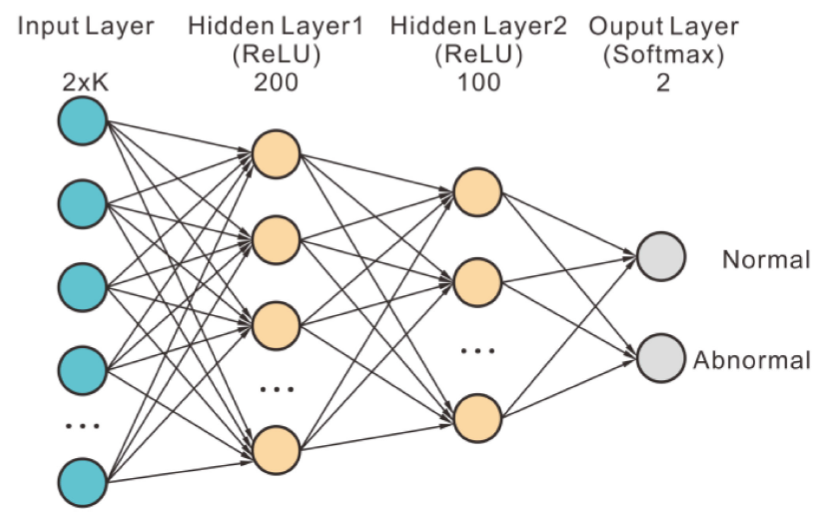 Input Layer
2xK
Hidden Layer1
(ReLU)
200
Hidden Layer2
(ReLU)
100
Ouput Layer
(Softmax)
2
...
...
...
Normal
Abnormal